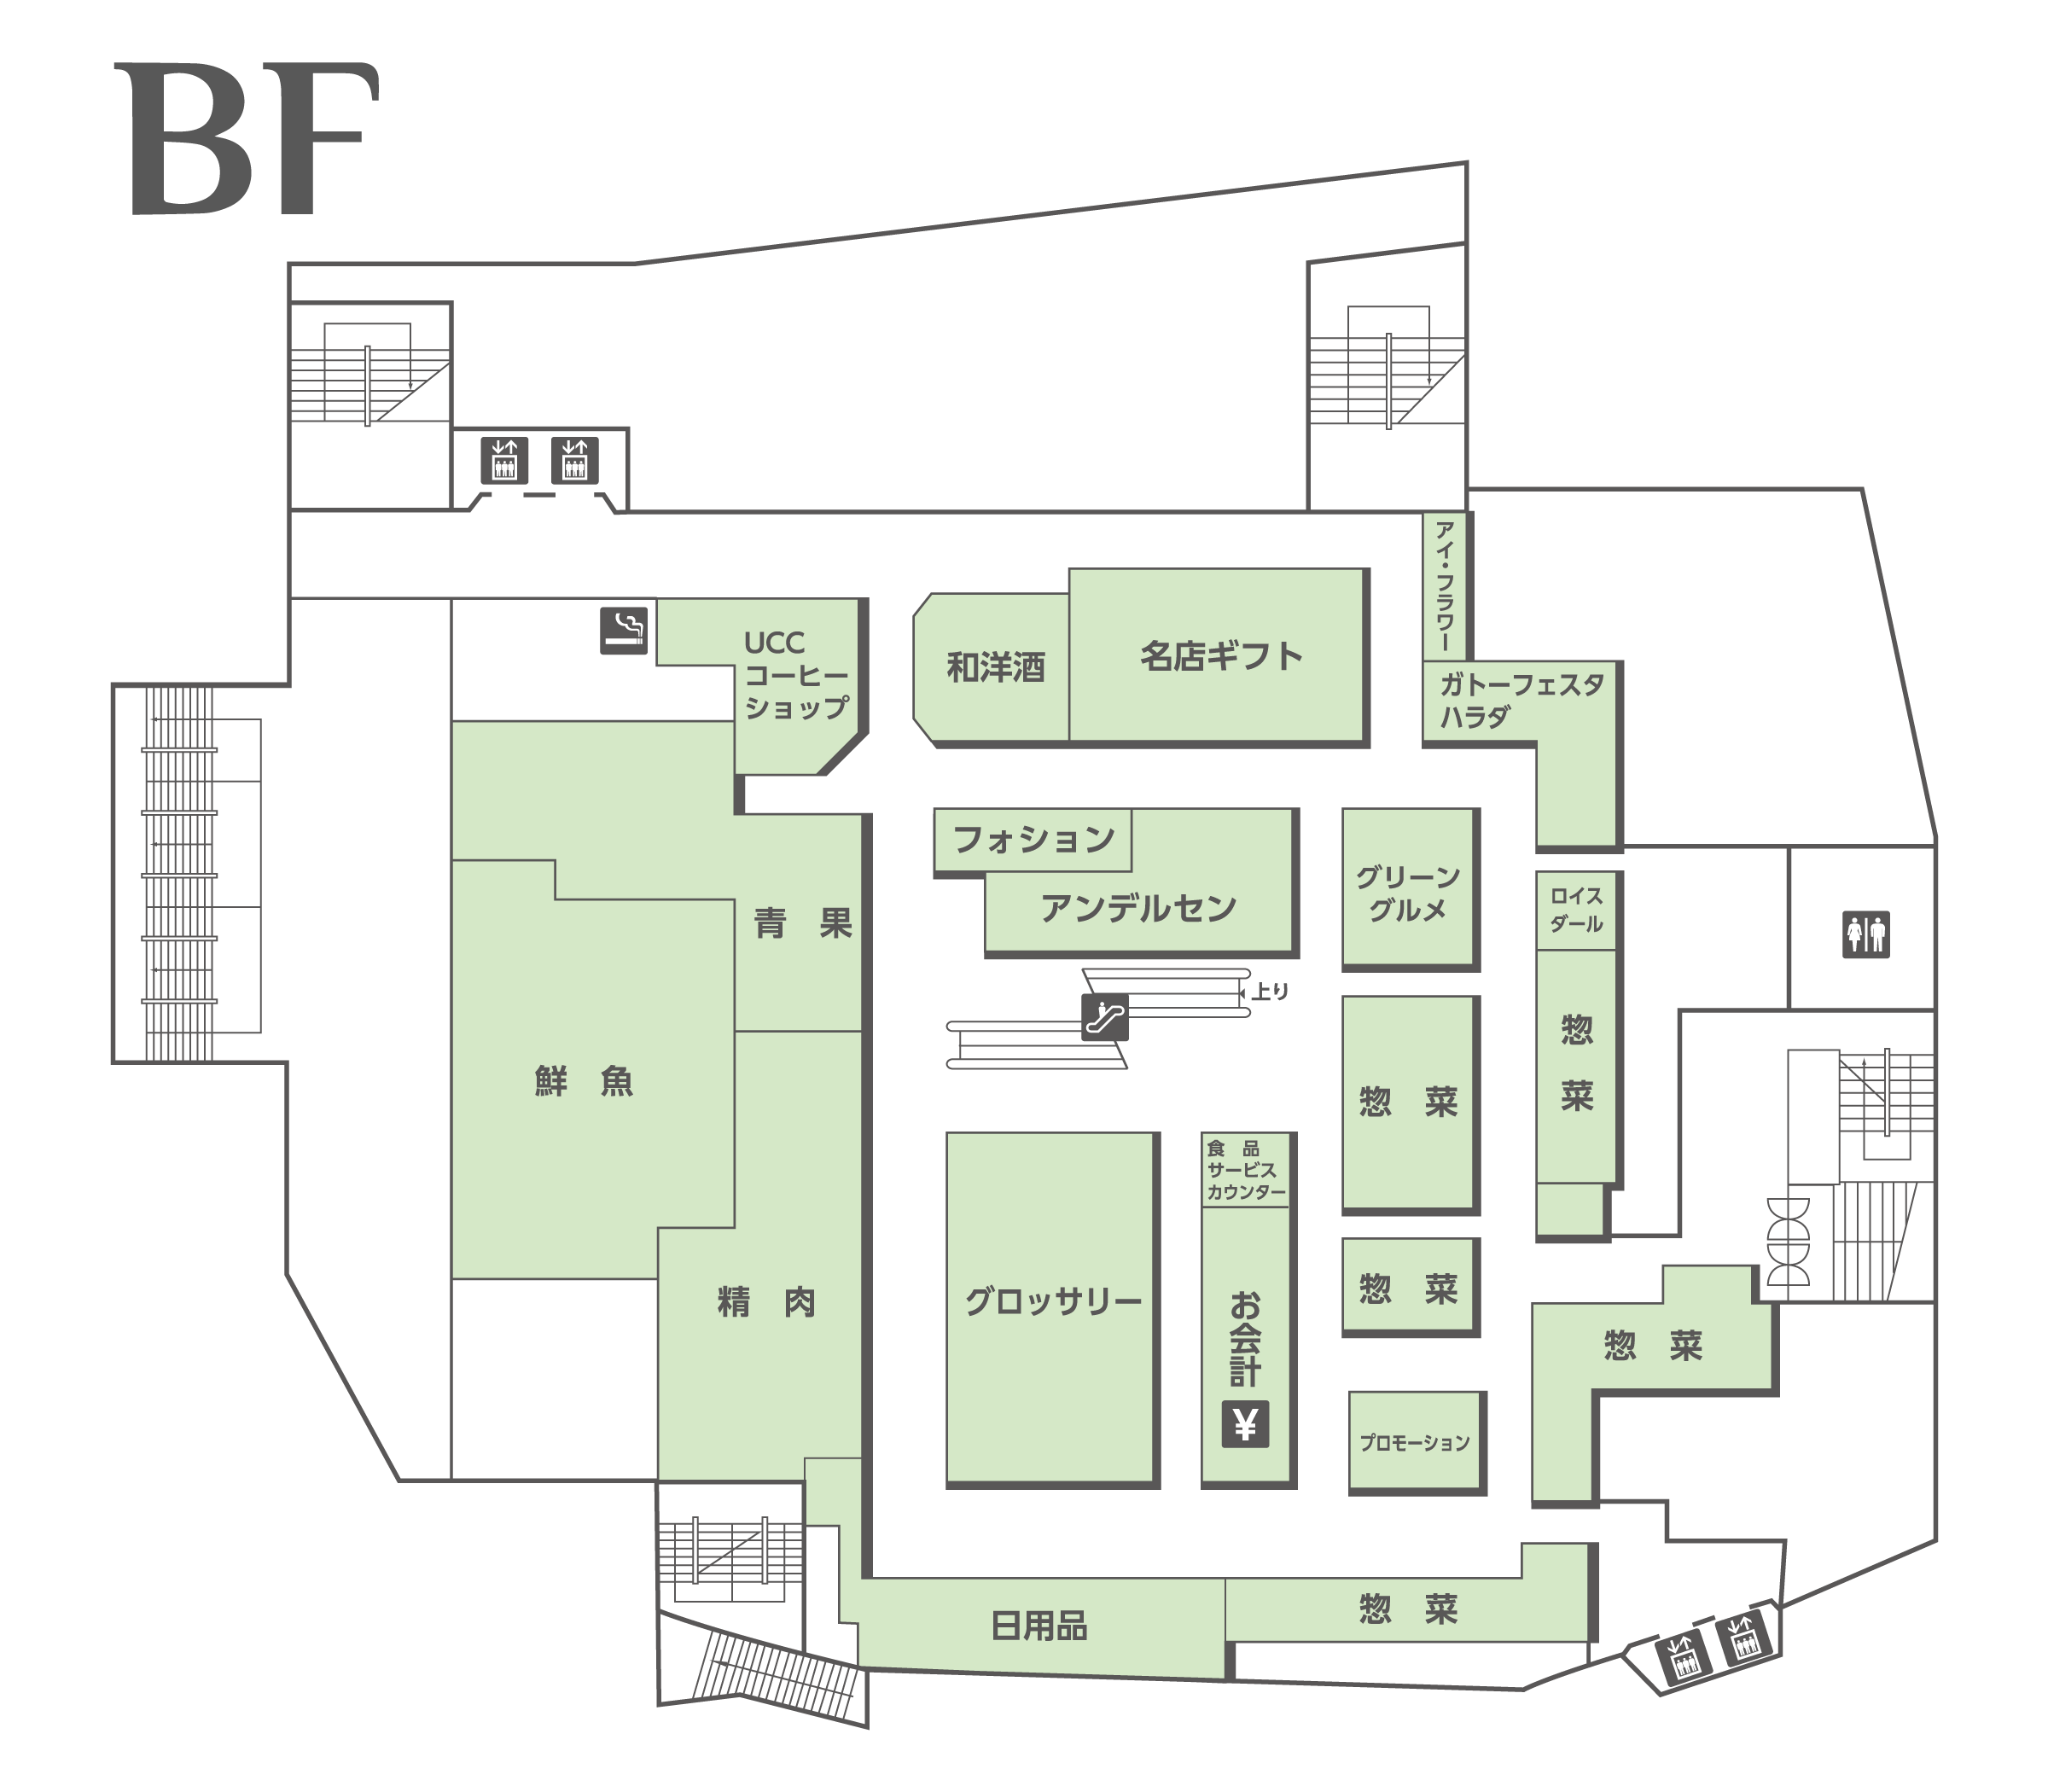 BF
アイ・フラワー
UCC
コーヒー
ショップ
和洋酒
名店ギフト
ガトーフェスタ
ハラダ
フォション
アンデルセン
グリーン
グルメ
ロイス
ダール
青 果
上り
惣 菜
鮮 魚
惣 菜
食 品
サービス
カウンター
グロッサリー
お会計
¥
惣 菜
惣 菜
精 肉
プロモーション
日用品
惣 菜